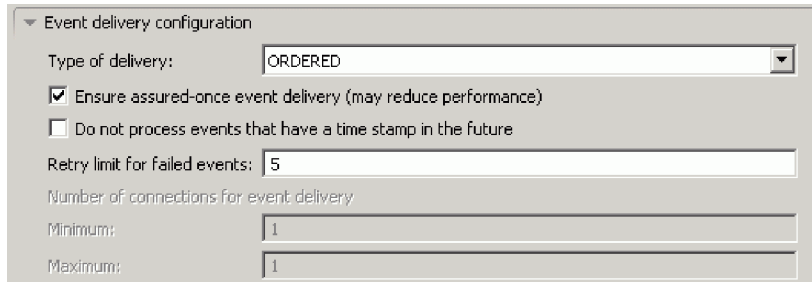 Event delivery configuration
Type of delivery: ORDERED
Ensure assured-once event delivery (may reduce performance)
Do not process events that have a time stamp in the future
Retry limit for failed events: 5
Number of connections for event delivery
Minimum: 1
Maximum: 1